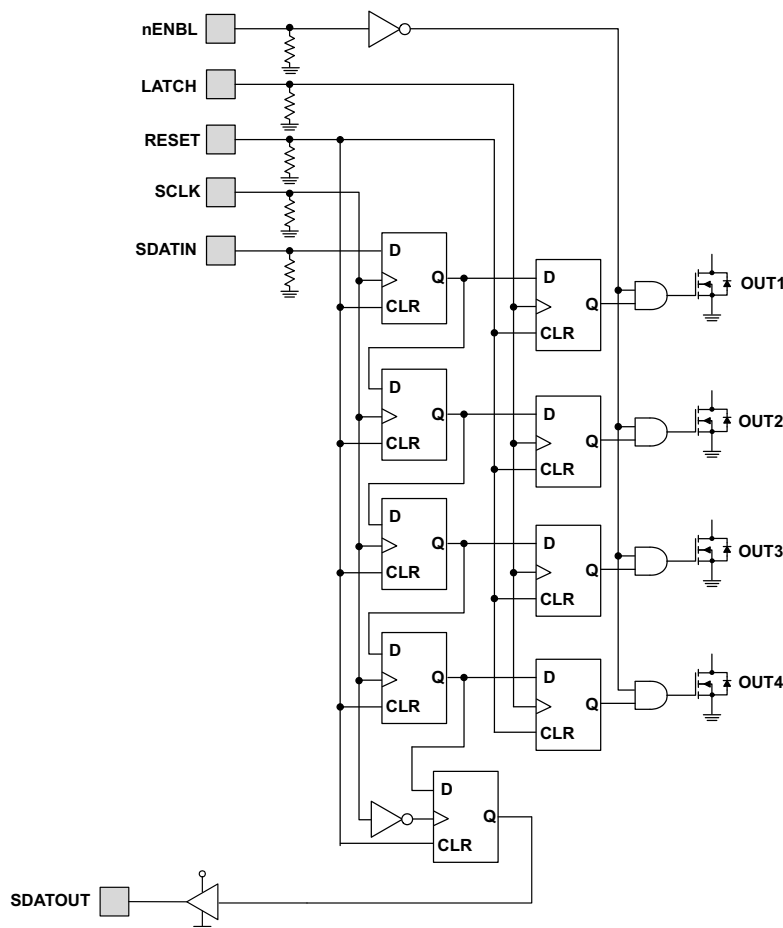 nENBL
LATCH
RESET
SCLK
SDATIN
D
Q
CLR
D
Q
CLR
OUT1
D
Q
CLR
D
Q
CLR
OUT2
D
Q
CLR
D
Q
CLR
OUT3
D
Q
CLR
D
Q
CLR
OUT4
D
Q
CLR
SDATOUT